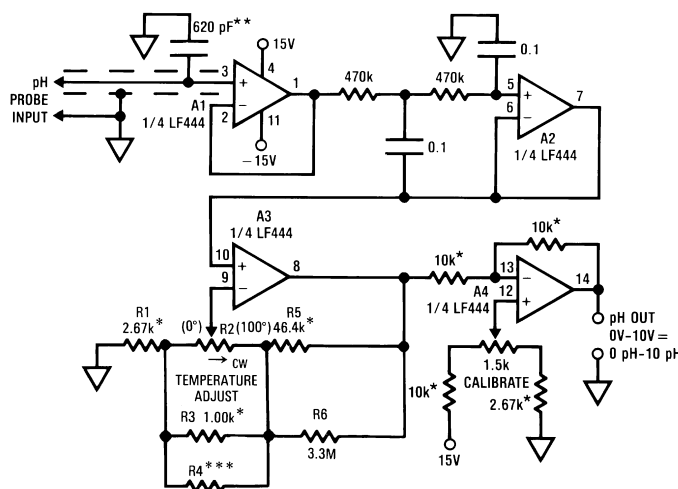 620 pF**
15V
4
3
+
1
pH
PROBE
INPUT
A1
2
−
11
1/4 LF444
−15V
470k
470k
0.1
0.1
5
+
6
−
7
A2
1/4 LF444
A3
1/4 LF444
10
+
9
−
8
10k*
10k*
13
−
14
A4
12
+
1/4 LF444
R1
2.67k*
(0°)
R2
(100°)
R5
46.4k*
→ CW
TEMPERATURE
ADJUST
R3 1.00k*
R4***
R6
3.3M
1.5k
CALIBRATE
10k*
2.67k*
15V
pH OUT
0V-10V =
0 pH-10 pH